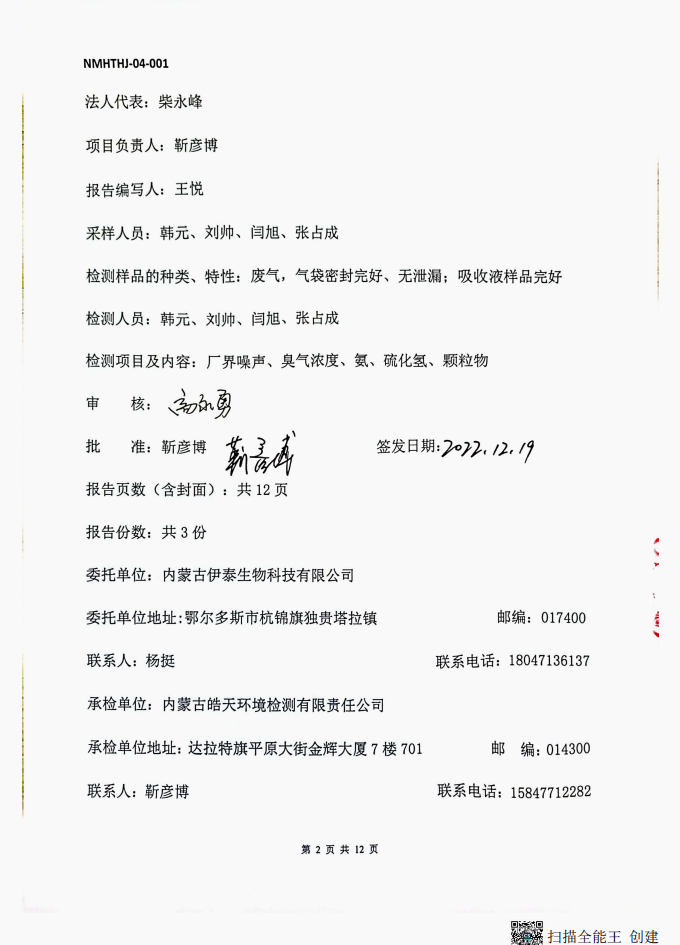 NMHTHJ-04-001
法人代表：柴永峰
项目负责人：靳彦博
报告编写人：王悦
采样人员：韩元、刘帅、闫旭、张占成
检测样品的种类、特性：废气，气袋密封完好、无泄漏；吸收液样品完好
检测人员：韩元、刘帅、闫旭、张占成
检测项目及内容：厂界噪声、臭气浓度、氨、硫化氢、颗粒物
审 核：高永勇
批 准：靳彦博 靳彦博 签发日期：2022.12.19
报告页数（含封面）：共 12 页
报告份数：共 3 份
委托单位：内蒙古伊泰生物科技有限公司
委托单位地址:鄂尔多斯市杭锦旗独贵塔拉镇 邮编：017400
联系人：杨挺 联系电话：18047136137
承检单位：内蒙古皓天环境检测有限责任公司
承检单位地址：达拉特旗平原大街金辉大厦 7 楼 701 邮 编：014300
联系人：靳彦博 联系电话：15847712282
第 2 页 共 12 页
扫描全能王 创建